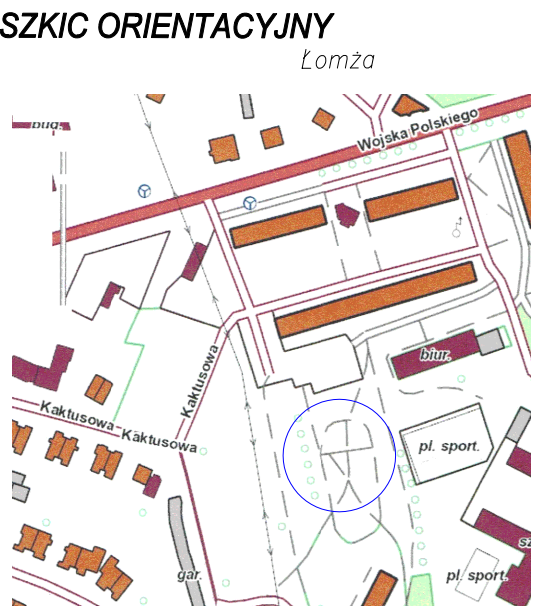 SZKIC ORIENTACYJNY
Łomża
Wojska Polskiego
biur.
Kaktusowa
Kaktusowa
Kaktusowa
pl. sport.
gar.
pl. sport.